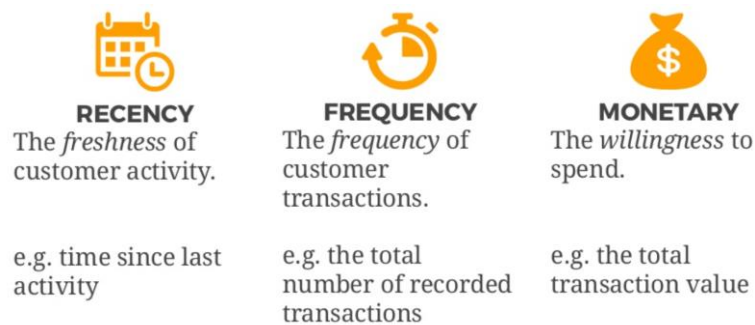 RECENCY
The freshness of
customer activity.
e.g. time since last
activity
FREQUENCY
The frequency of
customer
transactions.
e.g. the total
number of recorded
transactions
$
MONETARY
The willingness to
spend.
e.g. the total
transaction value